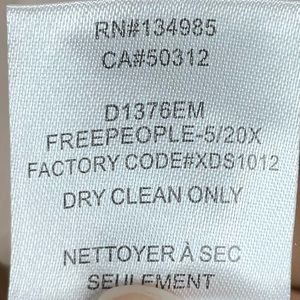 RN#134985
CA#50312
D1376EM
FREEPEOPLE-5/20X
FACTORY CODE#XDS1012
DRY CLEAN ONLY
NETTOYER À SEC
SEULEMENT